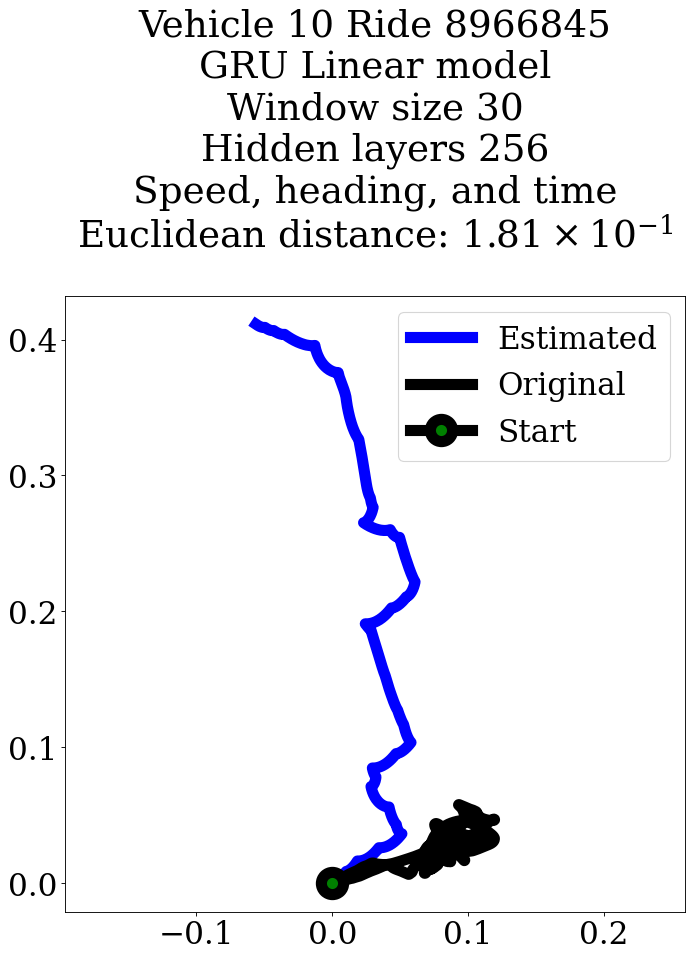 Vehicle 10 Ride 8966845
GRU Linear model
Window size 30
Hidden layers 256
Speed, heading, and time
Euclidean distance: 1.81 × 10⁻¹
Estimated
Original
Start
0.4
0.3
0.2
0.1
0.0
−0.1 0.0 0.1 0.2